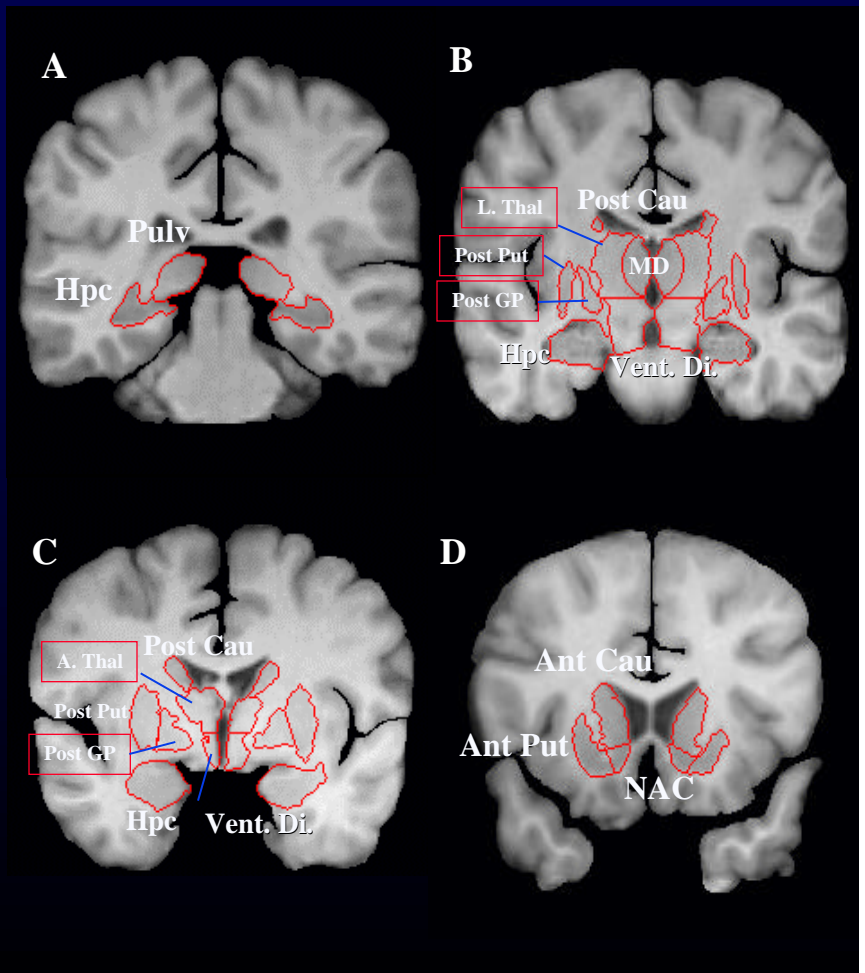 A
Pulv
Hpc
B
Post Cau
L. Thal
Post Put
MD
Post GP
Hpc
Vent. Di.
C
Post Cau
A. Thal
Post Put
Post GP
Hpc
Vent. Di.
D
Ant Cau
Ant Put
NAC